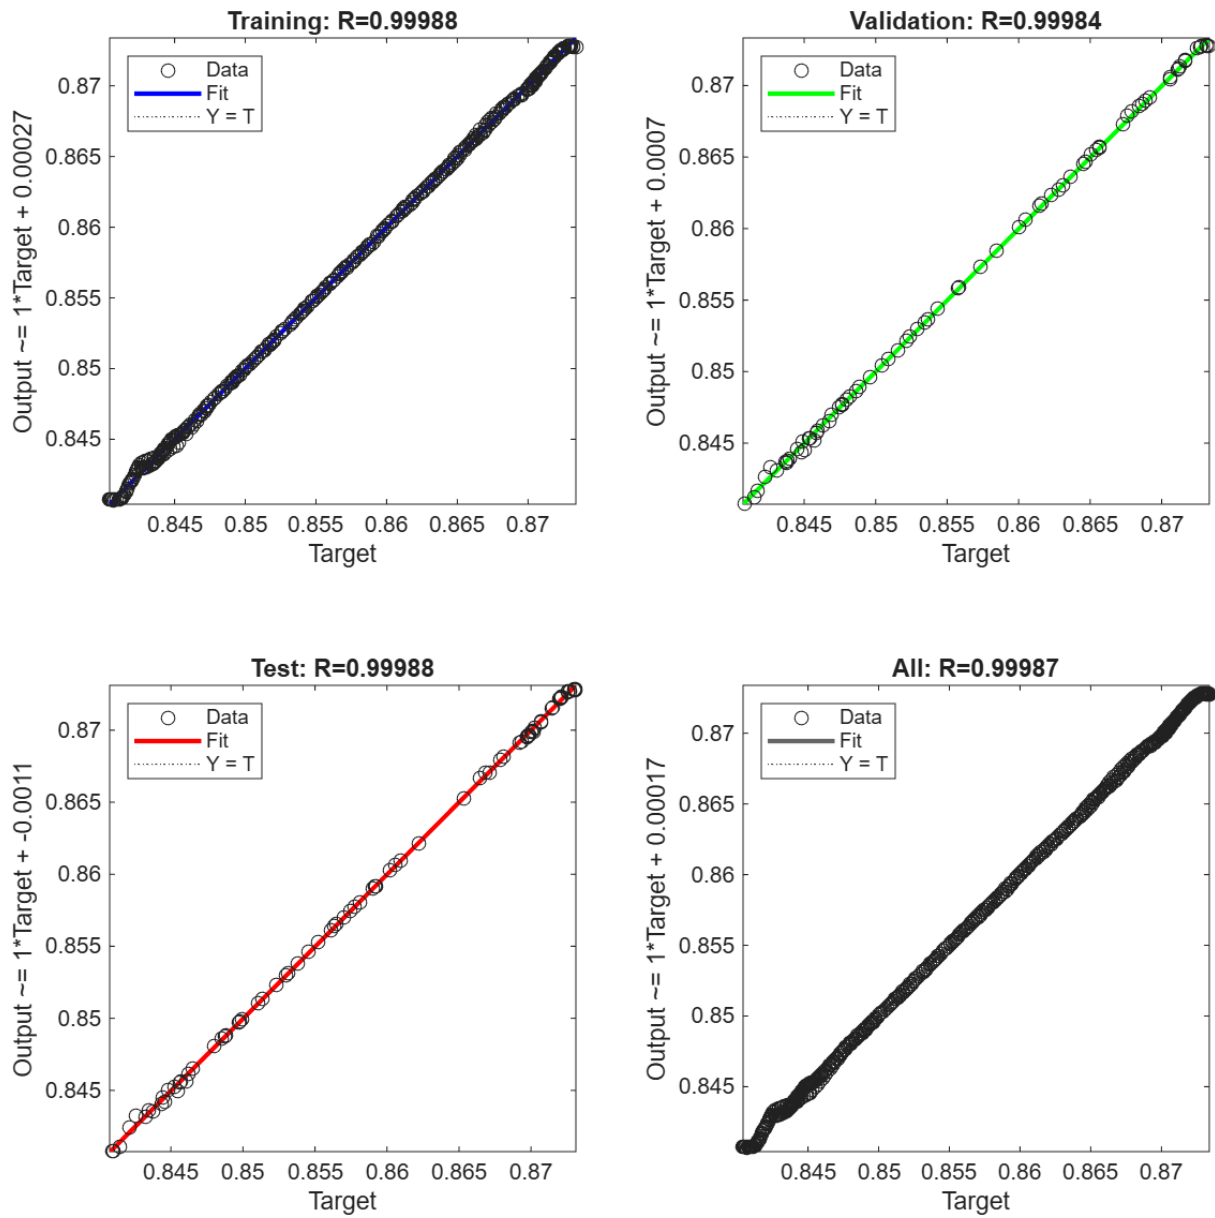 Training: R=0.99988
Output ~= 1*Target + 0.00027
0.87
0.865
0.86
0.855
0.85
0.845
Data
Fit
Y = T
0.845 0.85 0.855 0.86 0.865 0.87
Target
Validation: R=0.99984
Output ~= 1*Target + 0.0007
0.87
0.865
0.86
0.855
0.85
0.845
Data
Fit
Y = T
0.845 0.85 0.855 0.86 0.865 0.87
Target
Test: R=0.99988
Output ~= 1*Target + -0.0011
0.87
0.865
0.86
0.855
0.85
0.845
Data
Fit
Y = T
0.845 0.85 0.855 0.86 0.865 0.87
Target
All: R=0.99987
Output ~= 1*Target + 0.00017
0.87
0.865
0.86
0.855
0.85
0.845
Data
Fit
Y = T
0.845 0.85 0.855 0.86 0.865 0.87
Target